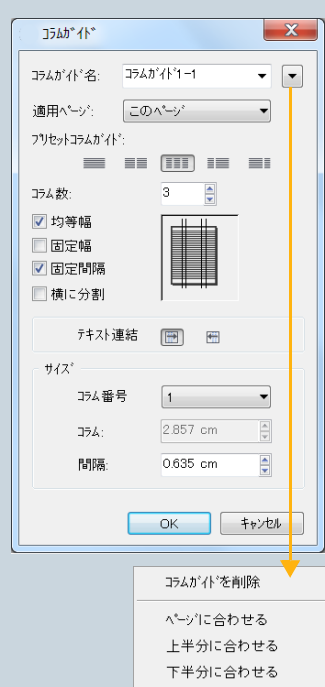 ｺﾗﾑｶﾞｲﾄﾞ
ｺﾗﾑｶﾞｲﾄﾞ名: ｺﾗﾑｶﾞｲﾄﾞ1-1
適用ﾍﾟｰｼﾞ: このﾍﾟｰｼﾞ
ﾌﾟﾘｾｯﾄｺﾗﾑｶﾞｲﾄﾞ:
ｺﾗﾑ数: 3
均等幅
固定幅
固定間隔
横に分割
ﾃｷｽﾄ連結
ｻｲｽﾞ
ｺﾗﾑ番号 1
ｺﾗﾑ: 2.857 cm
間隔: 0.635 cm
OK ｷｬﾝｾﾙ
ｺﾗﾑｶﾞｲﾄﾞを削除
ﾍﾟｰｼﾞに合わせる
上半分に合わせる
下半分に合わせる